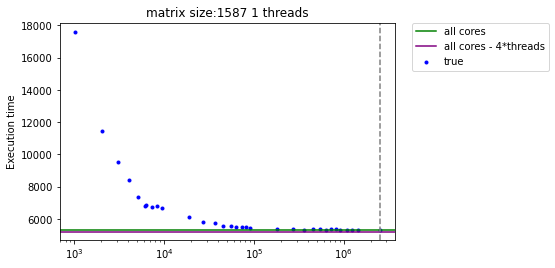 matrix size:1587 1 threads
18000
16000
14000
12000
10000
8000
6000
Execution time
10³
10⁴
10⁵
10⁶
all cores
all cores - 4*threads
true